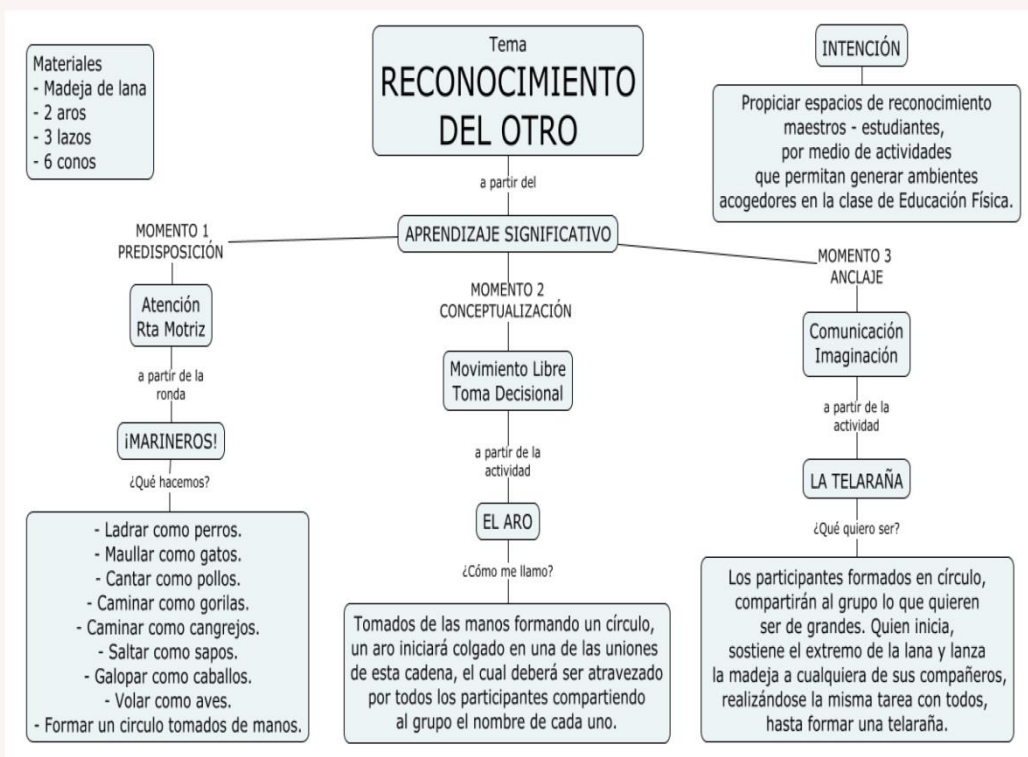 Materiales
- Madeja de lana
- 2 aros
- 3 lazos
- 6 conos
Tema
RECONOCIMIENTO
DEL OTRO
INTENCIÓN
Propiciar espacios de reconocimiento
maestros - estudiantes,
por medio de actividades
que permitan generar ambientes
acogedores en la clase de Educación Física.
a partir del
APRENDIZAJE SIGNIFICATIVO
MOMENTO 1
PREDISPOSICIÓN
Atención
Rta Motriz
a partir de la
ronda
¡MARINEROS!
¿Qué hacemos?
- Ladrar como perros.
- Maullar como gatos.
- Cantar como pollos.
- Caminar como gorilas.
- Caminar como cangrejos.
- Saltar como sapos.
- Galopar como caballos.
- Volar como aves.
- Formar un circulo tomados de manos.
MOMENTO 2
CONCEPTUALIZACIÓN
Movimiento Libre
Toma Decisional
a partir de la
actividad
EL ARO
¿Cómo me llamo?
Tomados de las manos formando un círculo,
un aro iniciará colgado en una de las uniones
de esta cadena, el cual deberá ser atravezado
por todos los participantes compartiendo
al grupo el nombre de cada uno.
MOMENTO 3
ANCLAJE
Comunicación
Imaginación
a partir de la
actividad
LA TELARAÑA
¿Qué quiero ser?
Los participantes formados en círculo,
compartirán al grupo lo que quieren
ser de grandes. Quien inicia,
sostiene el extremo de la lana y lanza
la madeja a cualquiera de sus compañeros,
realizándose la misma tarea con todos,
hasta formar una telaraña.